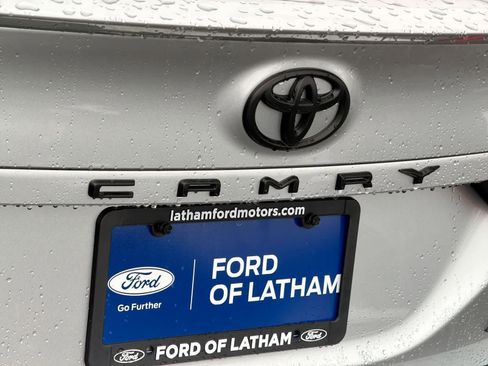 CAMRY
lathamfordmotors.com
Ford
Go Further
FORD
OF LATHAM
Ford FORD OF LATHAM Ford